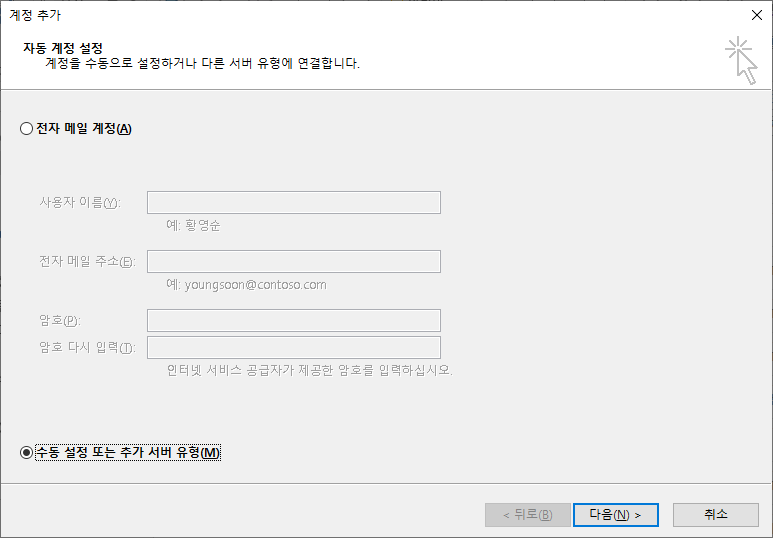 계정 추가
자동 계정 설정
계정을 수동으로 설정하거나 다른 서버 유형에 연결합니다.
전자 메일 계정(A)
사용자 이름(Y):
예: 황영순
전자 메일 주소(E):
예: youngsoon@contoso.com
암호(P):
암호 다시 입력(T):
인터넷 서비스 공급자가 제공한 암호를 입력하십시오.
수동 설정 또는 추가 서버 유형(M)
< 뒤로(B) 다음(N) > 취소